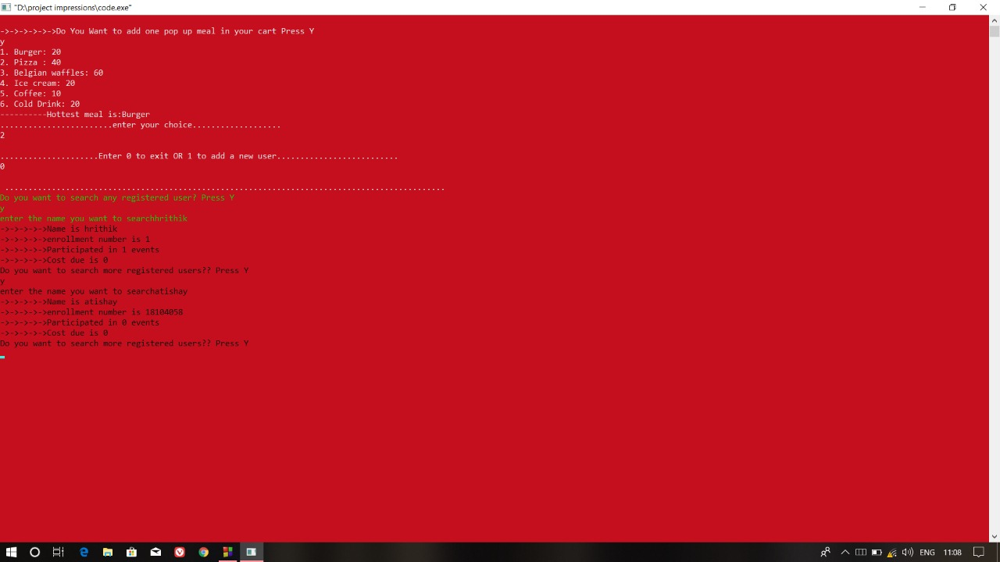 "D:\project impressions\code.exe"
->->->->->->Do You Want to add one pop up meal in your cart Press Y
y
1. Burger: 20
2. Pizza : 40
3. Belgian waffles: 60
4. Ice cream: 20
5. Coffee: 10
6. Cold Drink: 20
----------Hottest meal is:Burger
........................enter your choice...................
2
.....................Enter 0 to exit OR 1 to add a new user..........................
0
..............................................................................................
Do you want to search any registered user? Press Y
y
enter the name you want to searchhrithik
->->->->->Name is hrithik
->->->->->enrollment number is 1
->->->->->Participated in 1 events
->->->->->Cost due is 0
Do you want to search more registered users?? Press Y
y
enter the name you want to searchatishay
->->->->->Name is atishay
->->->->->enrollment number is 18104058
->->->->->Participated in 0 events
->->->->->Cost due is 0
Do you want to search more registered users?? Press Y
ENG 11:08